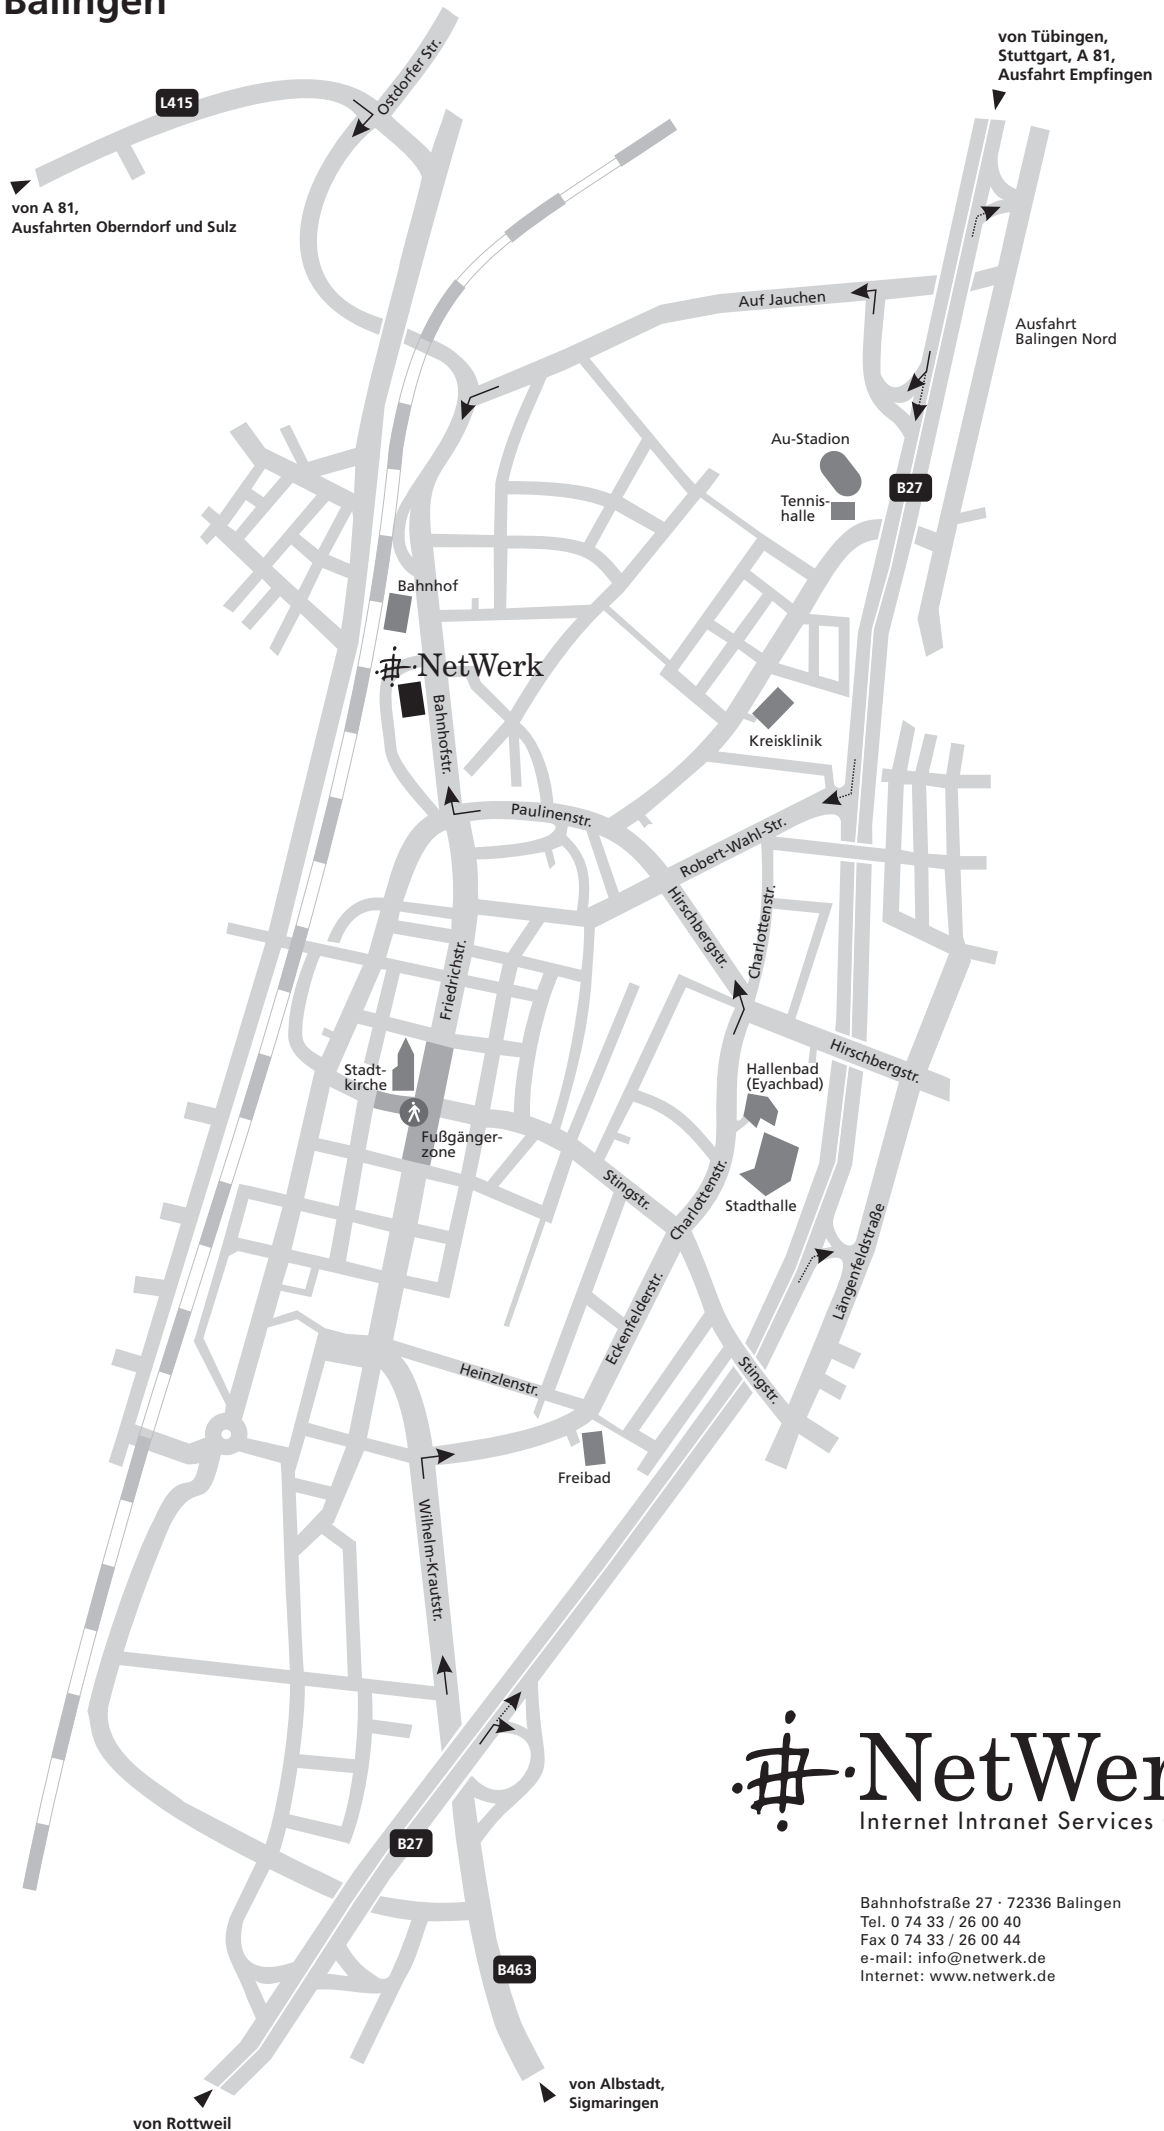 Balingen
von Tübingen,
Stuttgart, A 81,
Ausfahrt Empfingen
Ostdorfer Str.
L415
von A 81,
Ausfahrten Oberndorf und Sulz
Auf Jauchen
Ausfahrt
Balingen Nord
Au-Stadion
B27
Tennis-
halle
Bahnhof
NetWerk
Bahnhofstr.
Kreisklinik
Paulinenstr.
Robert-Wahl-Str.
Hirschbergstr.
Charlottenstr.
Friedrichstr.
Hirschbergstr.
Stadt-
kirche
Hallenbad
(Eyachbad)
Fußgänger-
zone
Stingstr.
Charlottenstr.
Stadthalle
Längenfeldstraße
Eckenfelderstr.
Heinzlenstr.
Stingstr.
Freibad
Wilhelm-Krautstr.
B27
B463
von Albstadt,
Sigmaringen
von Rottweil
Internet Intranet Services
Bahnhofstraße 27 · 72336 Balingen
Tel. 0 74 33 / 26 00 40
Fax 0 74 33 / 26 00 44
e-mail: info@netwerk.de
Internet: www.netwerk.de